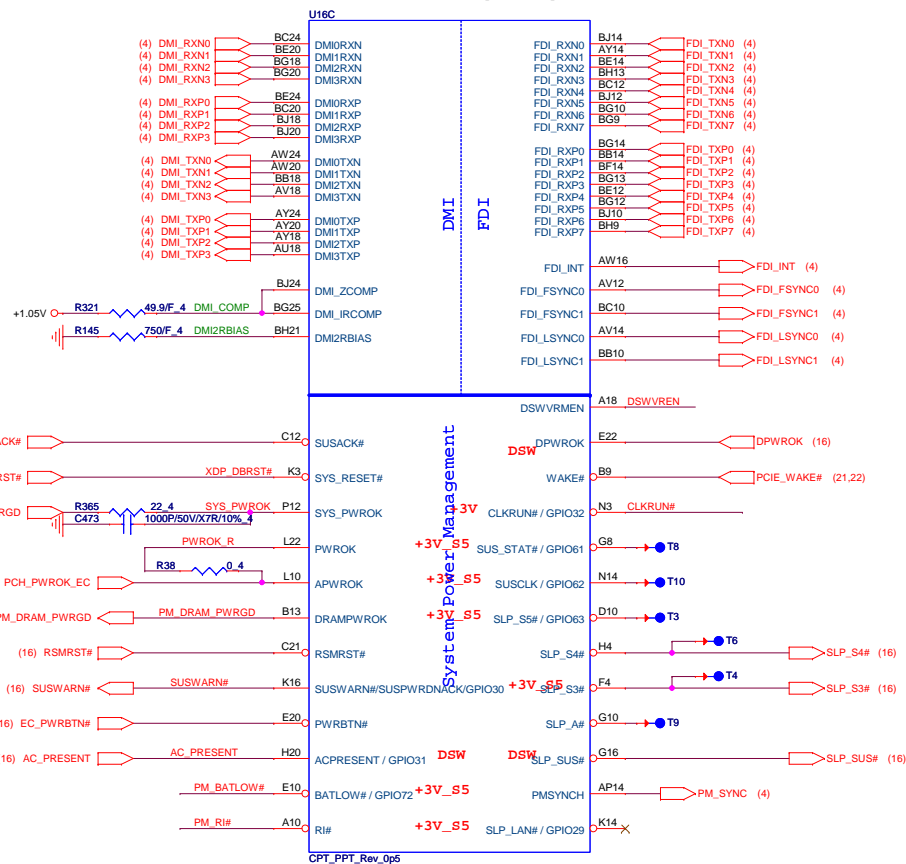 U16C
(4) DMI_RXN0 BC24 DMI0RXN FDI_RXN0 BJ14 FDI_TXN0 (4)
(4) DMI_RXN1 BE20 DMI1RXN FDI_RXN1 AY14 FDI_TXN1 (4)
(4) DMI_RXN2 BG18 DMI2RXN FDI_RXN2 BE14 FDI_TXN2 (4)
(4) DMI_RXN3 BG20 DMI3RXN FDI_RXN3 BH13 FDI_TXN3 (4)
FDI_RXN4 BC12 FDI_TXN4 (4)
(4) DMI_RXP0 BE24 DMI0RXP FDI_RXN5 BJ12 FDI_TXN5 (4)
(4) DMI_RXP1 BC20 DMI1RXP FDI_RXN6 BG10 FDI_TXN6 (4)
(4) DMI_RXP2 BJ18 DMI2RXP FDI_RXN7 BG9 FDI_TXN7 (4)
(4) DMI_RXP3 BJ20 DMI3RXP
FDI_RXP0 BG14 FDI_TXP0 (4)
(4) DMI_TXN0 AW24 DMI0TXN FDI_RXP1 BB14 FDI_TXP1 (4)
(4) DMI_TXN1 AW20 DMI1TXN FDI_RXP2 BF14 FDI_TXP2 (4)
(4) DMI_TXN2 BB18 DMI2TXN FDI_RXP3 BG13 FDI_TXP3 (4)
(4) DMI_TXN3 AV18 DMI3TXN FDI_RXP4 BE12 FDI_TXP4 (4)
FDI_RXP5 BG12 FDI_TXP5 (4)
(4) DMI_TXP0 AY24 DMI0TXP FDI_RXP6 BJ10 FDI_TXP6 (4)
(4) DMI_TXP1 AY20 DMI1TXP FDI_RXP7 BH9 FDI_TXP7 (4)
(4) DMI_TXP2 AY18 DMI2TXP
(4) DMI_TXP3 AU18 DMI3TXP
DMI
FDI
FDI_INT AW16 FDI_INT (4)
BJ24 DMI_ZCOMP FDI_FSYNC0 AV12 FDI_FSYNC0 (4)
+1.05V R321 49.9/F_4 DMI_COMP BG25 DMI_IRCOMP FDI_FSYNC1 BC10 FDI_FSYNC1 (4)
R145 750/F_4 DMI2RBIAS BH21 DMI2RBIAS FDI_LSYNC0 AV14 FDI_LSYNC0 (4)
FDI_LSYNC1 BB10 FDI_LSYNC1 (4)
System Power Management
DSWVRMEN A18 DSWVREN
CK# C12 SUSACK# DSW DPWROK E22 DPWROK (16)
RST# XDP_DBRST# K3 SYS_RESET# WAKE# B9 PCIE_WAKE# (21,22)
RGD R365 22_4 SYS_PWROK P12 SYS_PWROK +3V CLKRUN# / GPIO32 N3 CLKRUN#
C473 1000P/50V/X7R/10%_4
PWROK_R L22 PWROK +3V_S5 SUS_STAT# / GPIO61 G8 T8
PCH_PWROK_EC R38 0_4 L10 APWROK +3V_S5 SUSCLK / GPIO62 N14 T10
PM_DRAM_PWRGD PM_DRAM_PWRGD B13 DRAMPWROK +3V_S5 SLP_S5# / GPIO63 D10 T3
T6
(16) RSMRST# C21 RSMRST# SLP_S4# H4 SLP_S4# (16)
T4
(16) SUSWARN# SUSWARN# K16 SUSWARN#/SUSPWRDNACK/GPIO30 +3V_S5 SLP_S3# F4 SLP_S3# (16)
16) EC_PWRBTN# E20 PWRBTN# SLP_A# G10 T9
16) AC_PRESENT AC_PRESENT H20 ACPRESENT / GPIO31 DSW DSW SLP_SUS# G16 SLP_SUS# (16)
PM_BATLOW# E10 BATLOW# / GPIO72 +3V_S5 PMSYNCH AP14 PM_SYNC (4)
PM_RI# A10 RI# +3V_S5 SLP_LAN# / GPIO29 K14
CPT_PPT_Rev_0p5